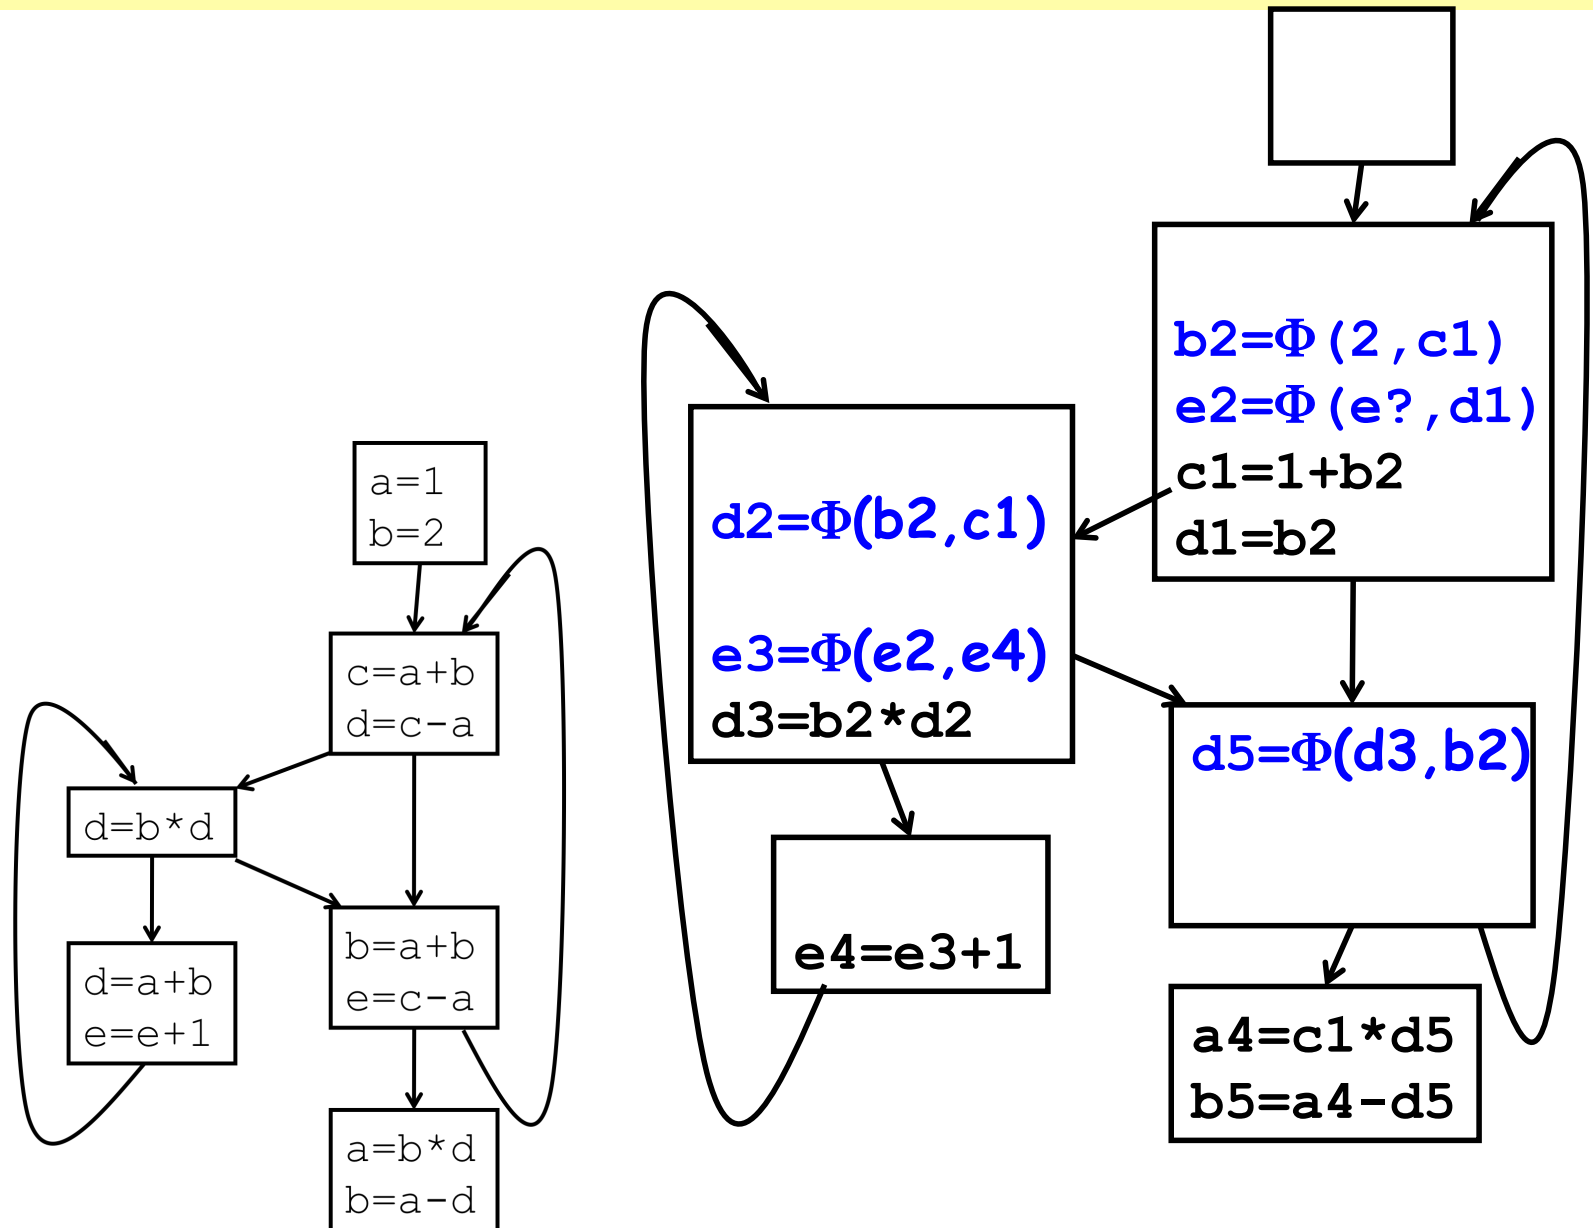 a=1
b=2
c=a+b
d=c-a
d=b*d
d=a+b
e=e+1
b=a+b
e=c-a
a=b*d
b=a-d
b2=Φ(2,c1)
e2=Φ(e?,d1)
c1=1+b2
d1=b2
d2=Φ(b2,c1)
e3=Φ(e2,e4)
d3=b2*d2
e4=e3+1
d5=Φ(d3,b2)
a4=c1*d5
b5=a4-d5